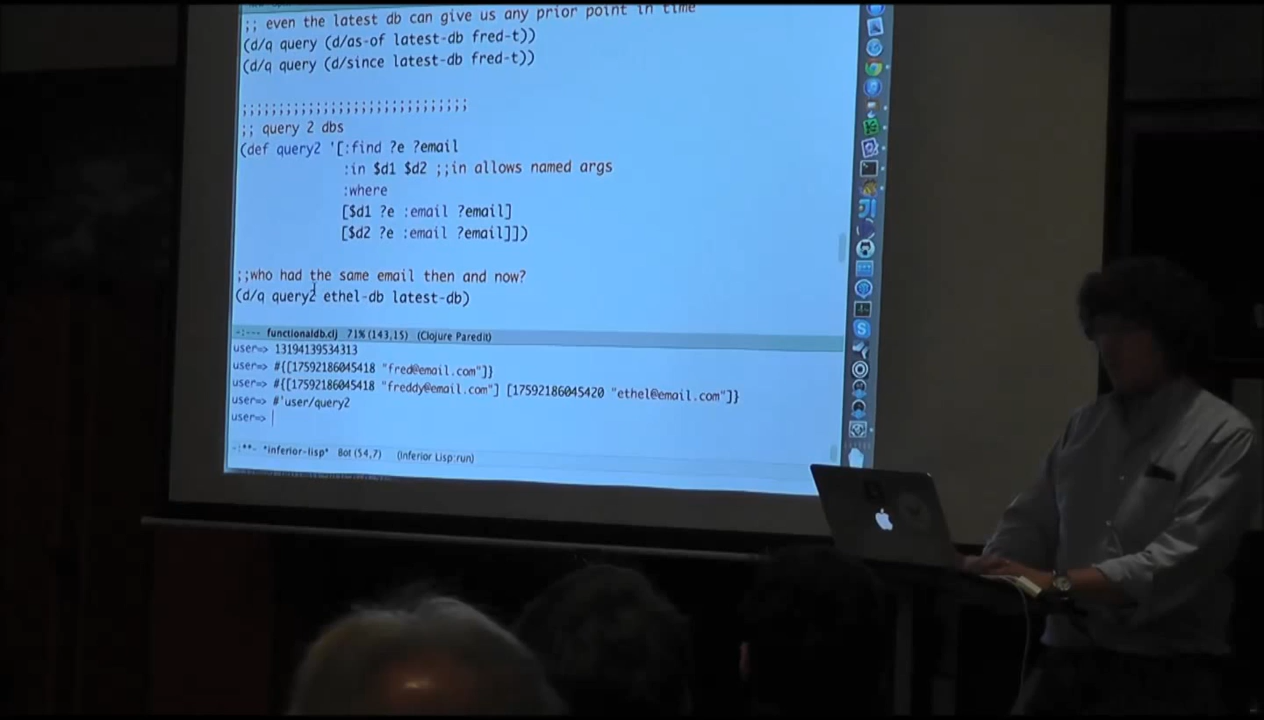 ;; even the latest db can give us any prior point in time
(d/q query (d/as-of latest-db fred-t))
(d/q query (d/since latest-db fred-t))
;;;;;;;;;;;;;;;;;;;;;;;;;;;;;;
;; query 2 dbs
(def query2 '[:find ?e ?email
:in $d1 $d2 ;;in allows named args
:where
[$d1 ?e :email ?email]
[$d2 ?e :email ?email]])
;;who had the same email then and now?
(d/q query2 ethel-db latest-db)
-:--- functionaldb.clj 71% (143,15) (Clojure Paredit)
user=> 13194139534313
user=> #{[17592186045418 "fred@email.com"]}
user=> #{[17592186045418 "freddy@email.com"] [17592186045420 "ethel@email.com"]}
user=> #'user/query2
user=>
-:**- *inferior-lisp* Bot (54,7) (Inferior Lisp:run)